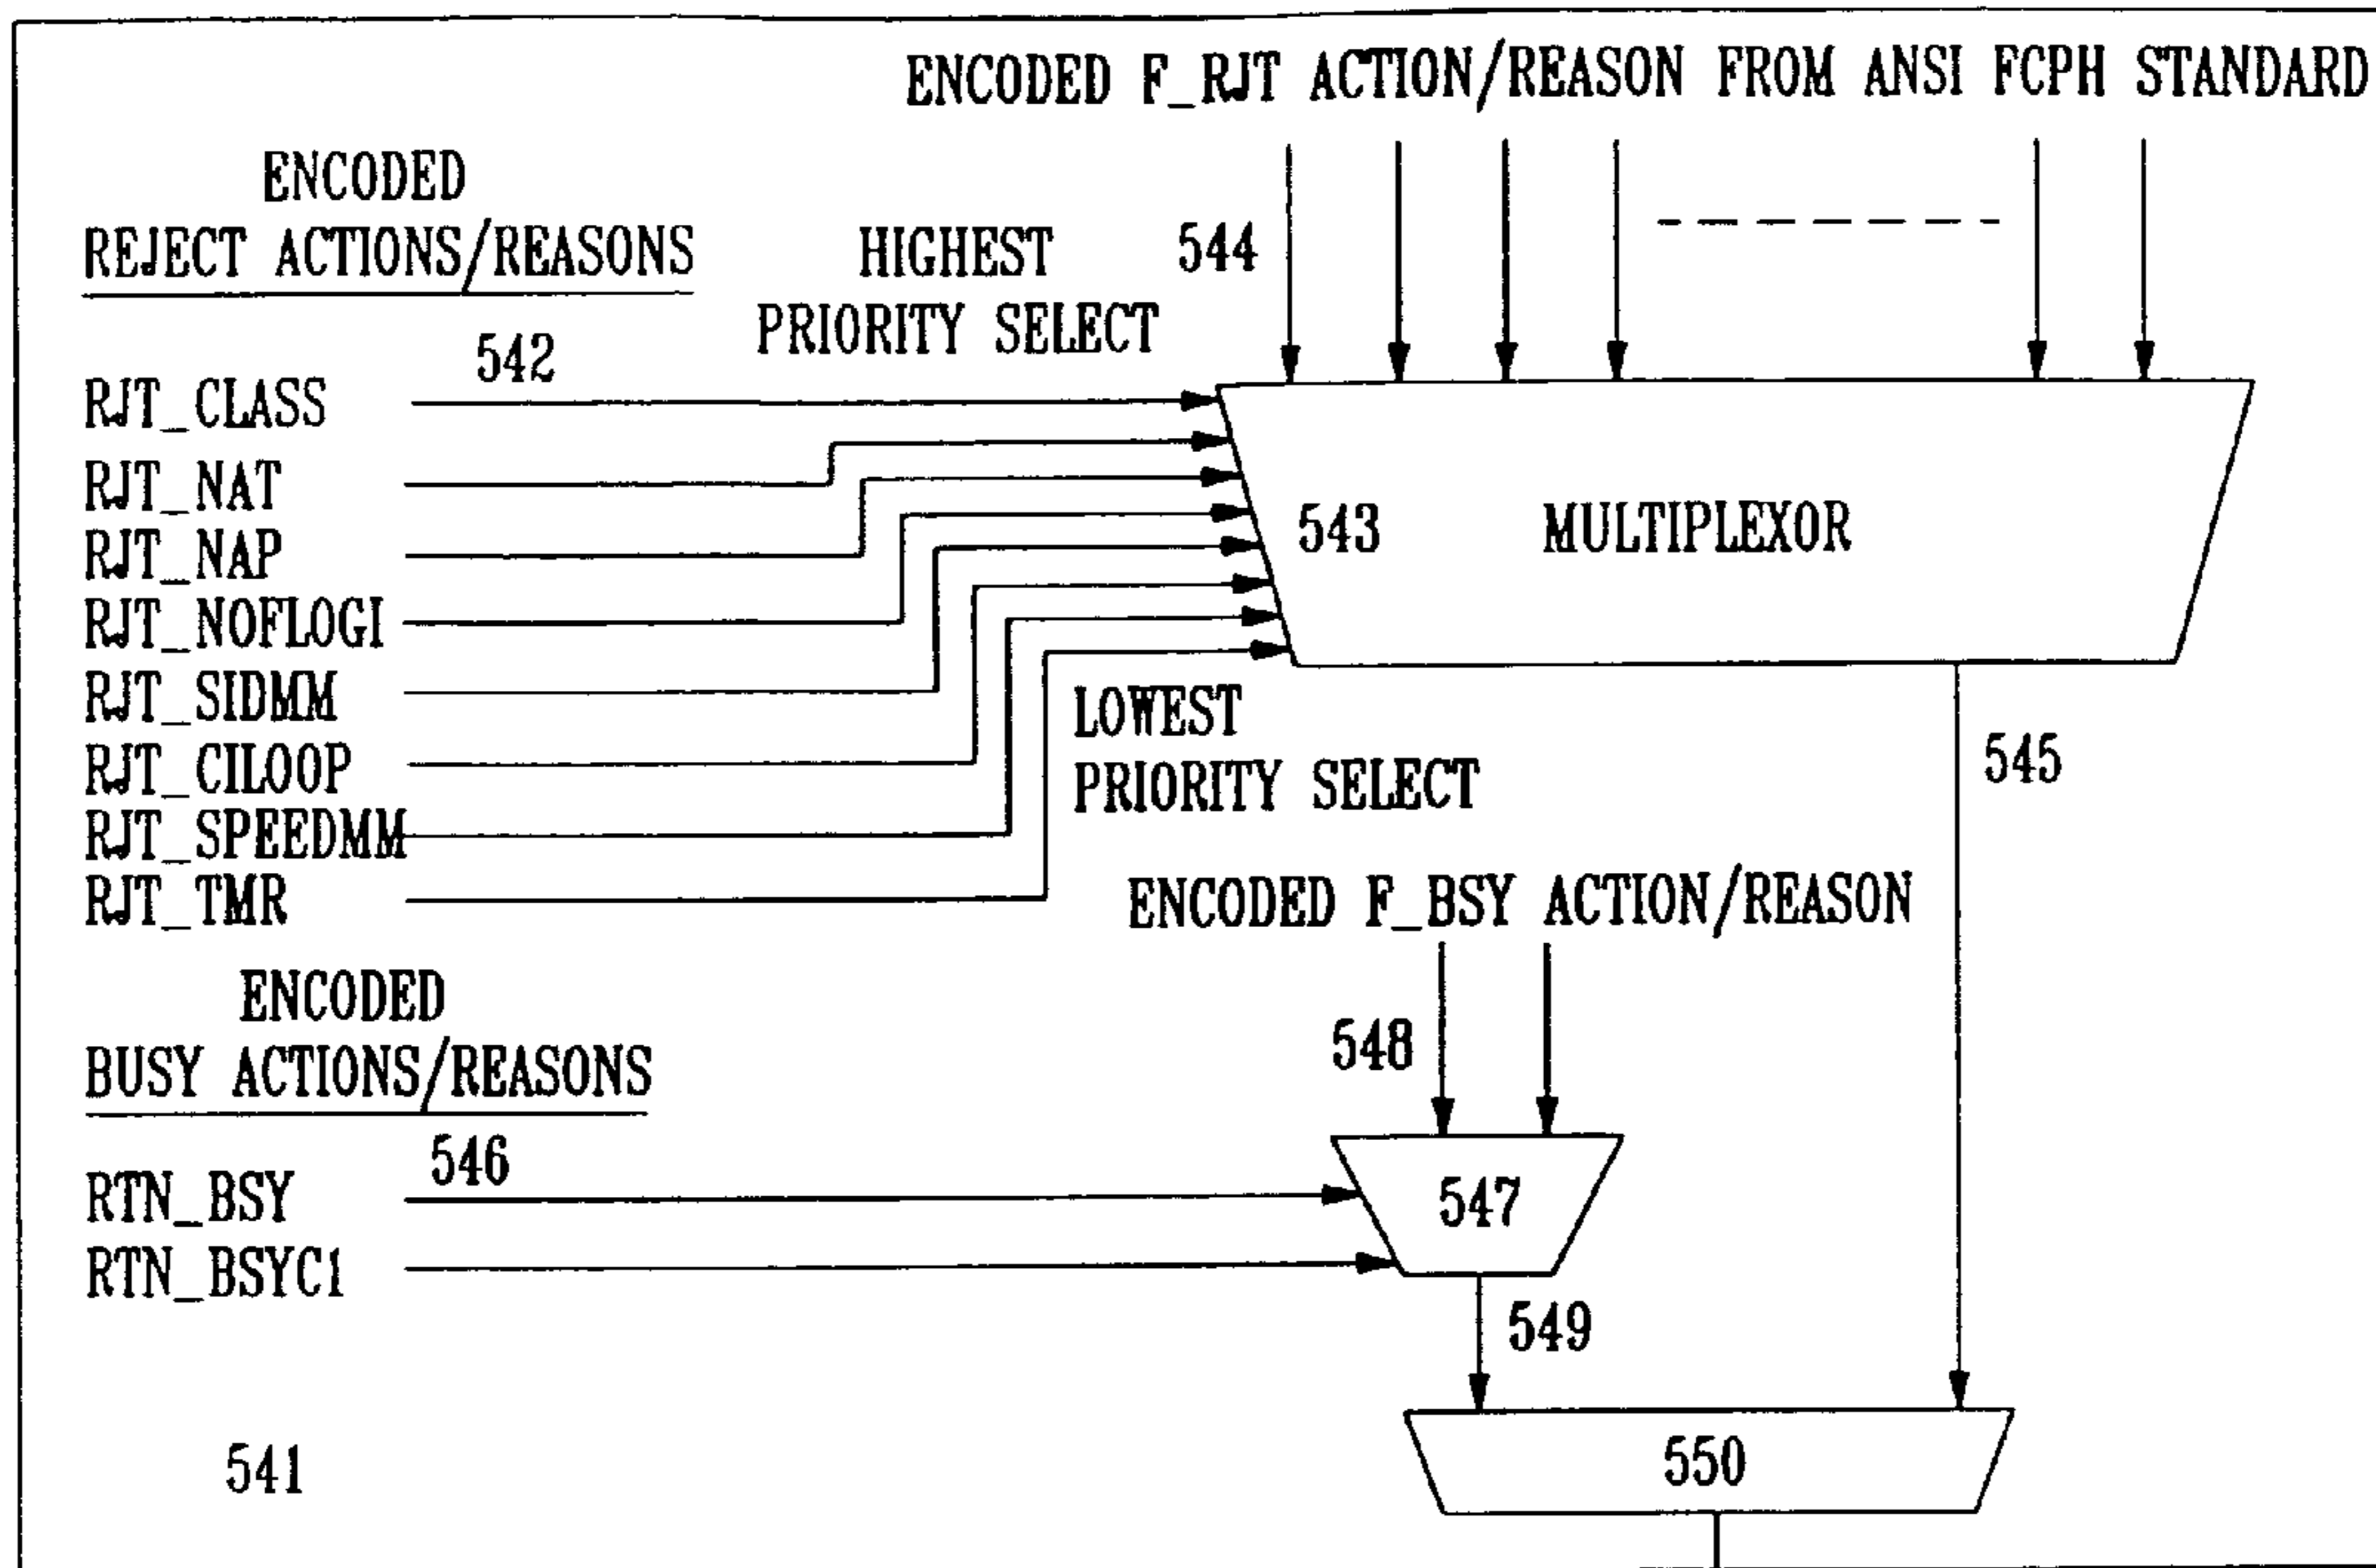 ENCODED F_RJT ACTION/REASON FROM ANSI FCPH STANDARD
ENCODED
REJECT ACTIONS/REASONS
HIGHEST
PRIORITY SELECT
544
542
RJT_CLASS
RJT_NAT
RJT_NAP
RJT_NOFLOGI
RJT_SIDMM
RJT_CILOOP
RJT_SPEEDMM
RJT_TMR
543
MULTIPLEXOR
LOWEST
PRIORITY SELECT
545
ENCODED F_BSY ACTION/REASON
ENCODED
BUSY ACTIONS/REASONS
548
546
RTN_BSY
RTN_BSYC1
547
549
550
541